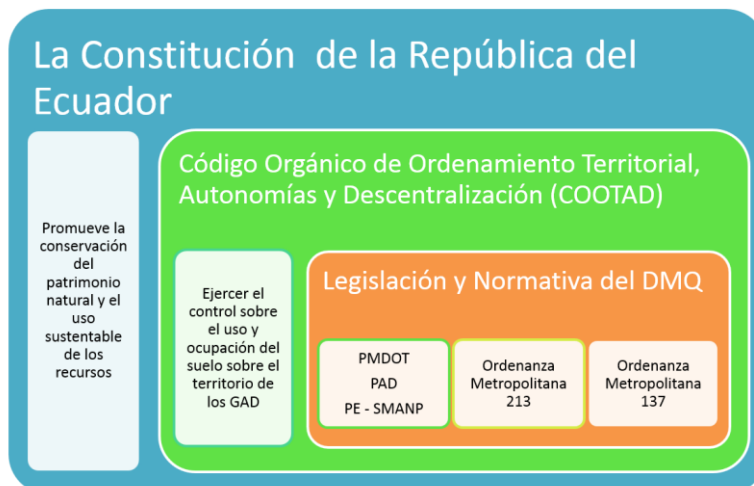 La Constitución de la República del
Ecuador
Promueve la
conservación
del
patrimonio
natural y el
uso
sustentable
de los
recursos
Código Orgánico de Ordenamiento Territorial,
Autonomías y Descentralización (COOTAD)
Ejercer el
control sobre
el uso y
ocupación del
suelo sobre el
territorio de
los GAD
Legislación y Normativa del DMQ
PMDOT
PAD
PE - SMANP
Ordenanza
Metropolitana
213
Ordenanza
Metropolitana
137